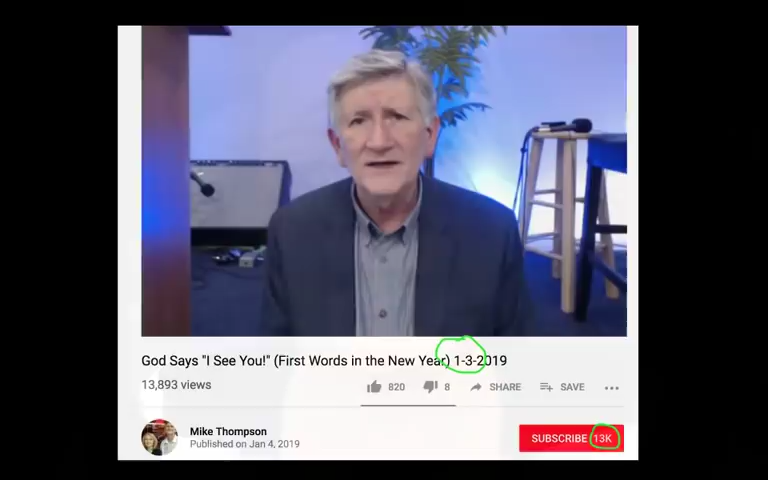 God Says "I See You!" (First Words in the New Year) 1-3-2019
13,893 views
820
8
SHARE
SAVE
Mike Thompson
Published on Jan 4, 2019
SUBSCRIBE 13K